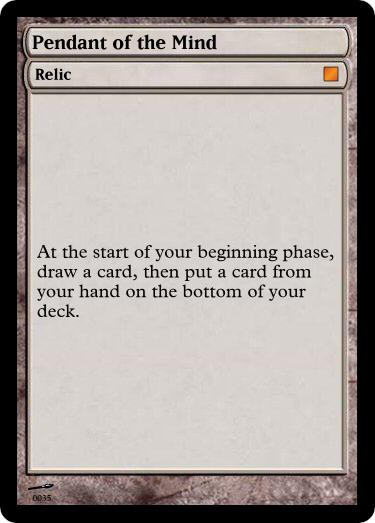 Pendant of the Mind
Relic
At the start of your beginning phase,
draw a card, then put a card from
your hand on the bottom of your
deck.
0035